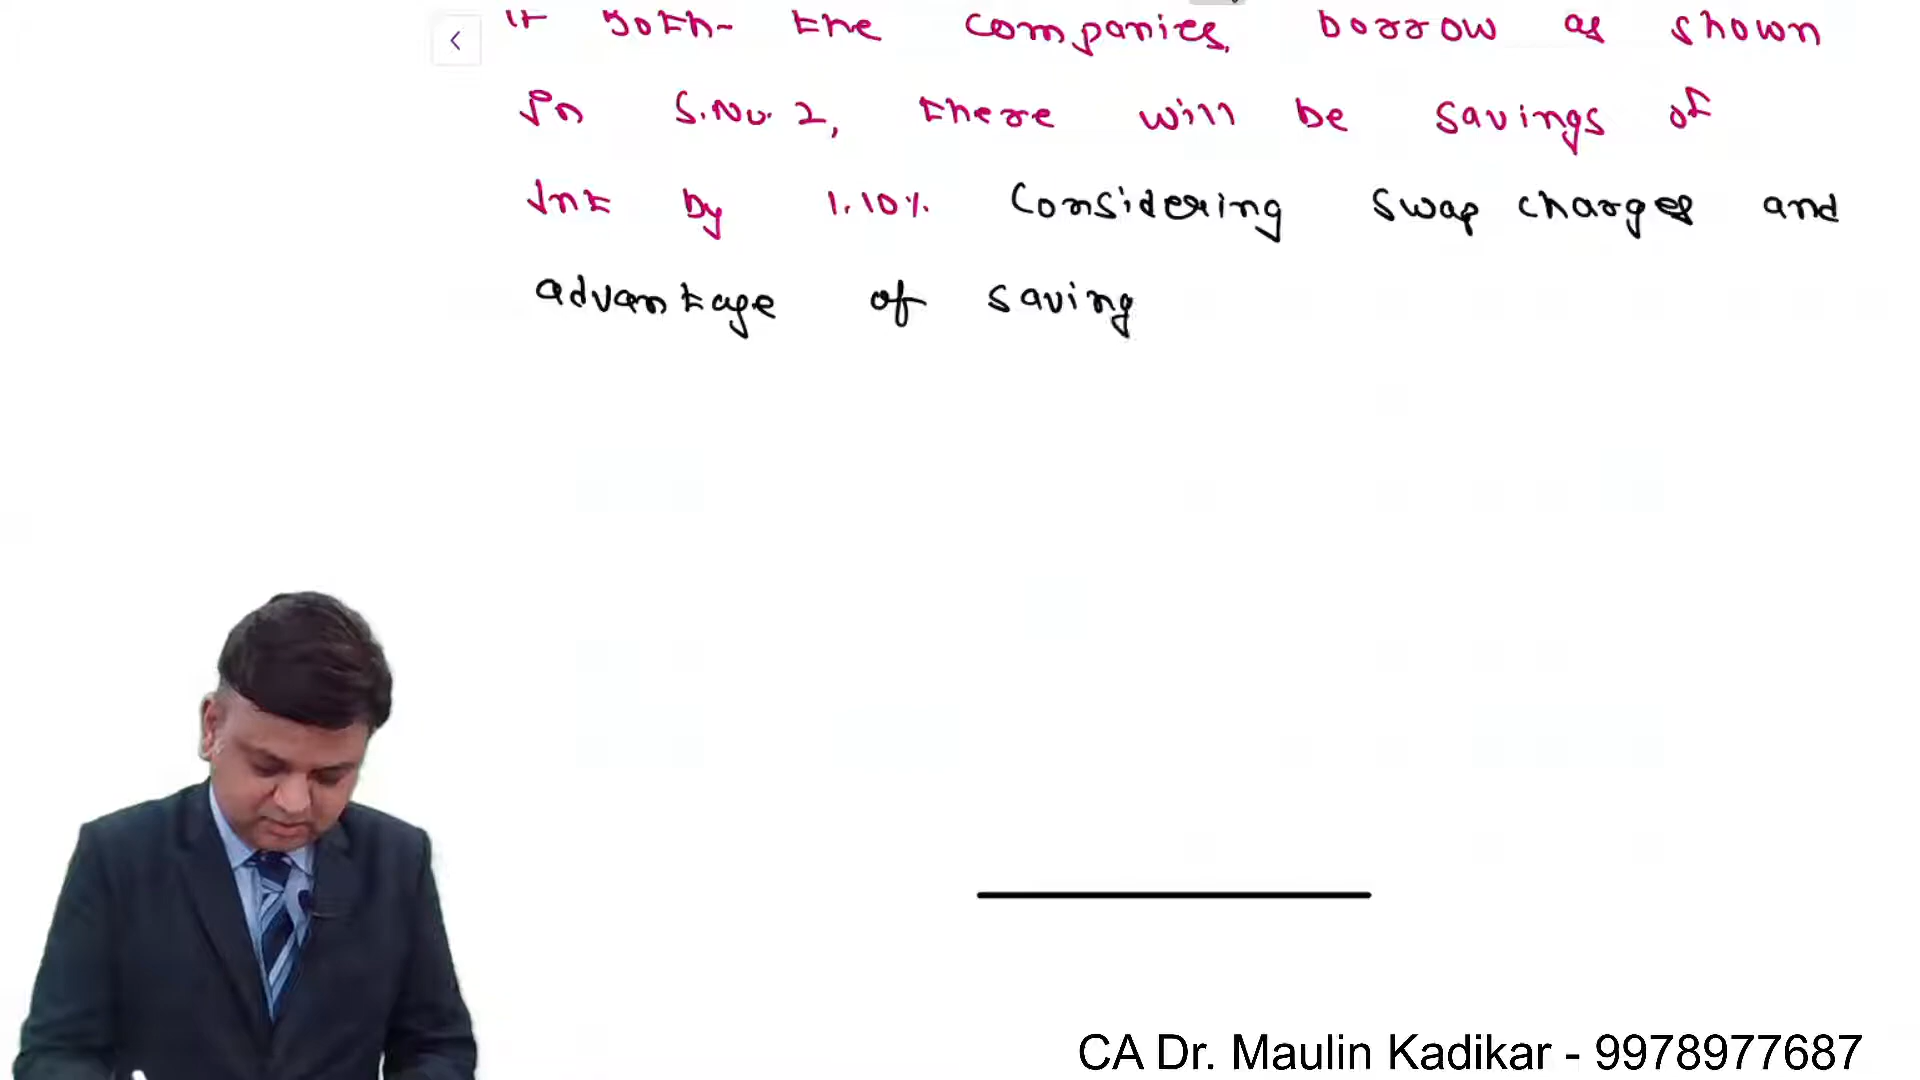 If both the companies, borrow as shown
In S.No. 2, there will be savings of
Int by 1.10% Considering swap charges and
advantage of saving
CA Dr. Maulin Kadikar - 9978977687